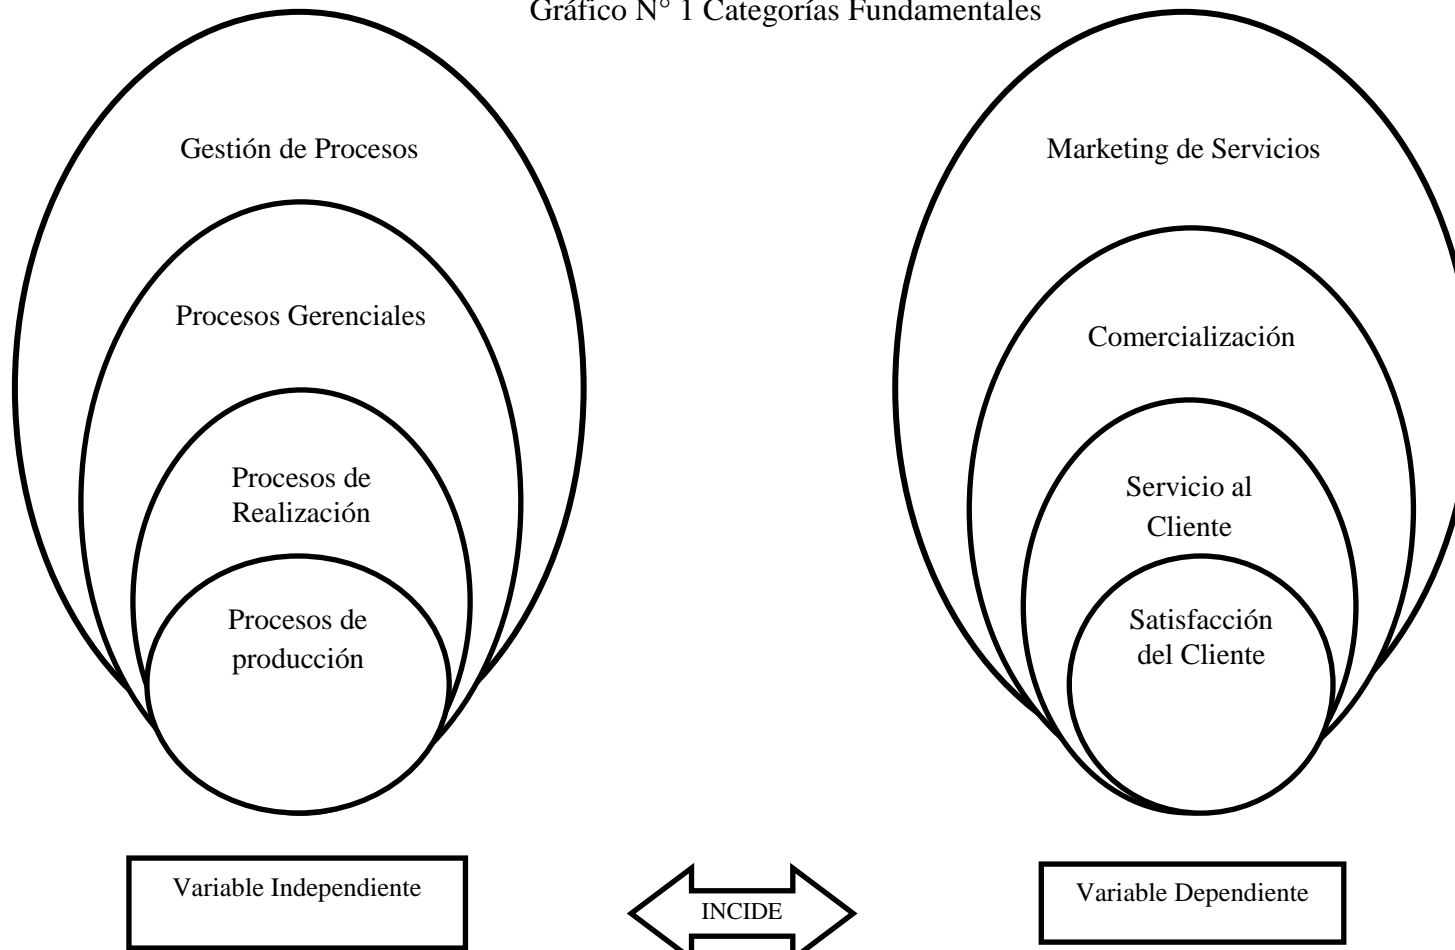 Gráfico N° 1 Categorías Fundamentales
Gestión de Procesos
Procesos Gerenciales
Procesos de
Realización
Procesos de
producción
Marketing de Servicios
Comercialización
Servicio al
Cliente
Satisfacción
del Cliente
Variable Independiente
INCIDE
Variable Dependiente